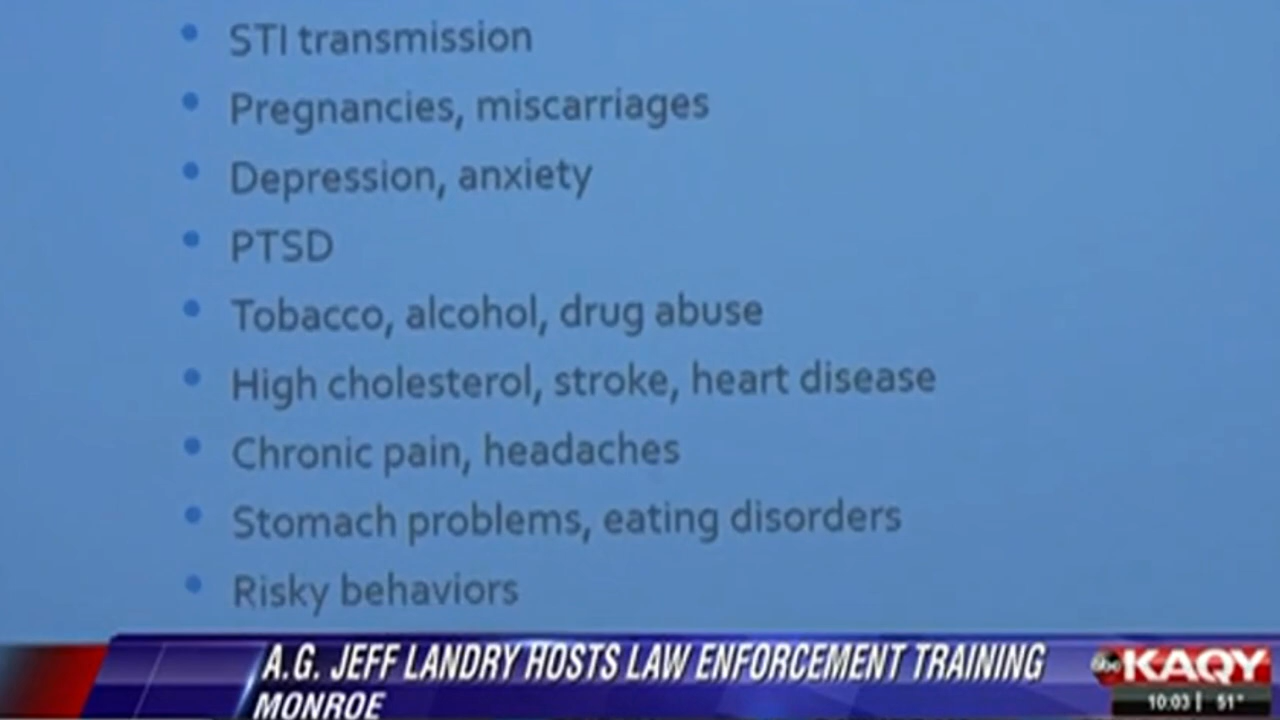 STI transmission
Pregnancies, miscarriages
Depression, anxiety
PTSD
Tobacco, alcohol, drug abuse
High cholesterol, stroke, heart disease
Chronic pain, headaches
Stomach problems, eating disorders
Risky behaviors
A.G. JEFF LANDRY HOSTS LAW ENFORCEMENT TRAINING
MONROE
abc KAQY
10:03 | 51°